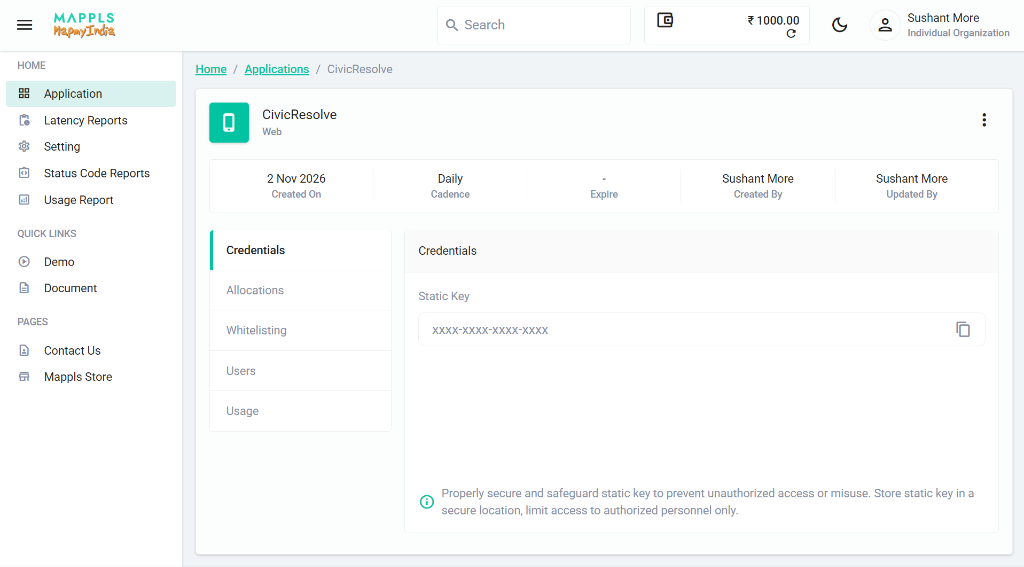 MAPPLS
MapmyIndia
Search
₹ 1000.00
Sushant More
Individual Organization
HOME
Application
Latency Reports
Setting
Status Code Reports
Usage Report
QUICK LINKS
Demo
Document
PAGES
Contact Us
Mappls Store
Home / Applications / CivicResolve
CivicResolve
Web
2 Nov 2026
Created On
Daily
Cadence
-
Expire
Sushant More
Created By
Sushant More
Updated By
Credentials
Allocations
Whitelisting
Users
Usage
Credentials
Static Key
xxxx-xxxx-xxxx-xxxx
Properly secure and safeguard static key to prevent unauthorized access or misuse. Store static key in a
secure location, limit access to authorized personnel only.